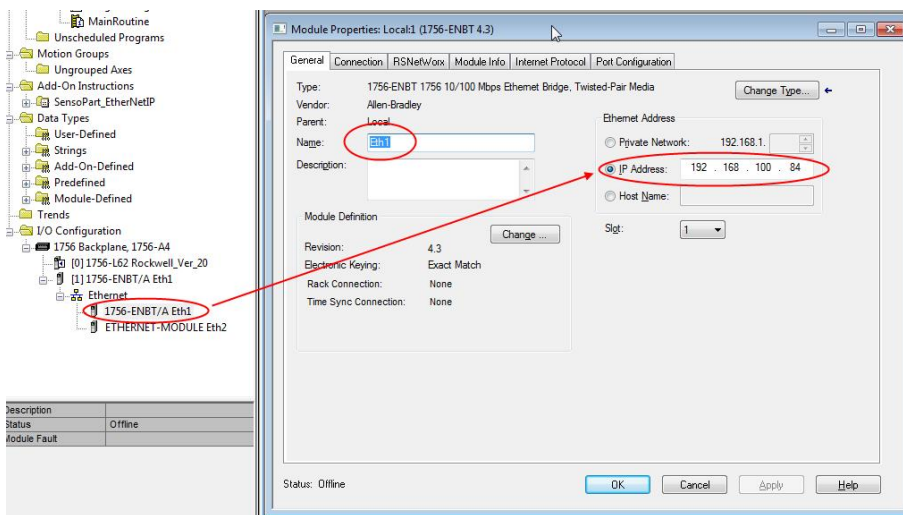 MainRoutine
Unscheduled Programs
Motion Groups
Ungrouped Axes
Add-On Instructions
SensoPart_EtherNetIP
Data Types
User-Defined
Strings
Add-On-Defined
Predefined
Module-Defined
Trends
I/O Configuration
1756 Backplane, 1756-A4
[0] 1756-L62 Rockwell_Ver_20
[1] 1756-ENBT/A Eth1
Ethernet
1756-ENBT/A Eth1
ETHERNET-MODULE Eth2
Description
Status Offline
Module Fault
Module Properties: Local:1 (1756-ENBT 4.3)
General Connection RSNetWorx Module Info Internet Protocol Port Configuration
Type: 1756-ENBT 1756 10/100 Mbps Ethernet Bridge, Twisted-Pair Media Change Type...
Vendor: Allen-Bradley
Parent: Local Ethernet Address
Name: Eth1 Private Network: 192.168.1.
Description: IP Address: 192 . 168 . 100 . 84
Host Name:
Module Definition Slot: 1
Change ...
Revision: 4.3
Electronic Keying: Exact Match
Rack Connection: None
Time Sync Connection: None
Status: Offline OK Cancel Apply Help